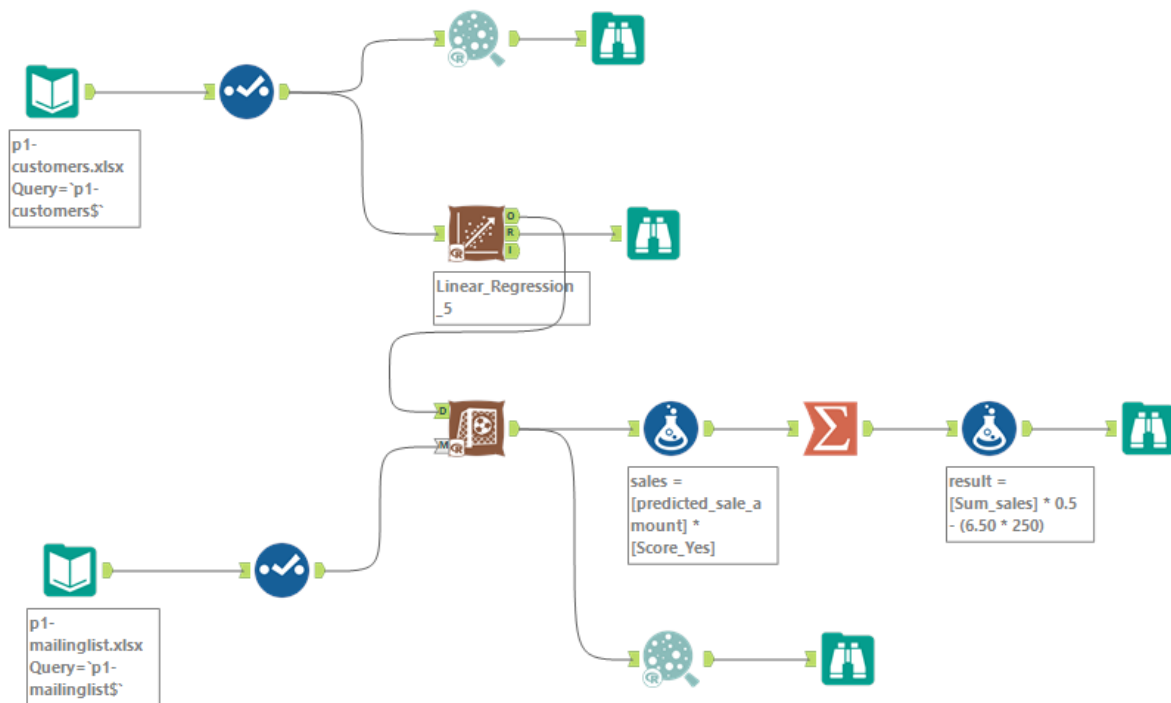 p1-
customers.xlsx
Query=`p1-
customers$`
O
R
I
Linear_Regression
_5
D
M
sales =
[predicted_sale_a
mount] *
[Score_Yes]
result =
[Sum_sales] * 0.5
- (6.50 * 250)
p1-
mailinglist.xlsx
Query=`p1-
mailinglist$`
R
R
R
R